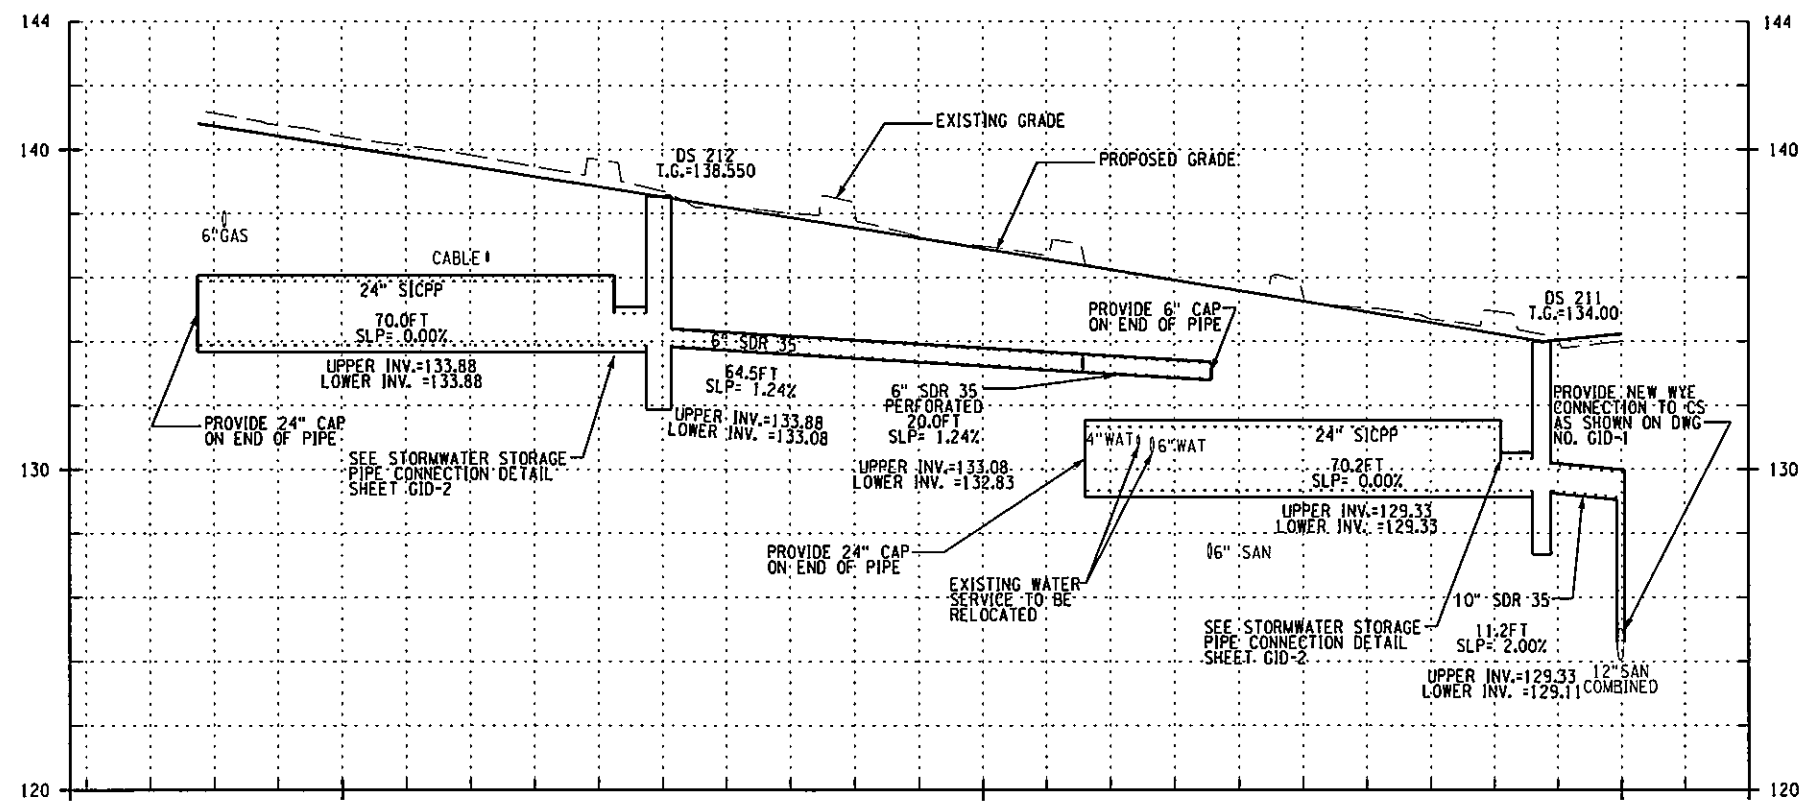 144
144
EXISTING GRADE
140
DS 212
T.G.=138.550
PROPOSED GRADE
140
6"GAS
CABLE
24" SICPP
70.0FT
SLP= 0.00%
UPPER INV.=133.88
LOWER INV. =133.88
PROVIDE 6" CAP
ON END OF PIPE
DS 211
T.G.=134.00
6" SDR 35
64.5FT
SLP= 1.24%
UPPER INV.=133.88
LOWER INV. =133.08
6" SDR 35
PERFORATED
20.0FT
SLP= 1.24%
UPPER INV.=133.08
LOWER INV. =132.83
PROVIDE NEW WYE
CONNECTION TO CS
AS SHOWN ON DWG
NO. GID-1
PROVIDE 24" CAP
ON END OF PIPE
SEE STORMWATER STORAGE
PIPE CONNECTION DETAIL
SHEET GID-2
4"WAT
6"WAT
24" SICPP
70.2FT
SLP= 0.00%
UPPER INV.=129.33
LOWER INV. =129.33
130
130
PROVIDE 24" CAP
ON END OF PIPE
6" SAN
EXISTING WATER
SERVICE TO BE
RELOCATED
SEE STORMWATER STORAGE
PIPE CONNECTION DETAIL
SHEET GID-2
10" SDR 35
11.2FT
SLP= 2.00%
UPPER INV.=129.33
LOWER INV. =129.11
12"SAN
COMBINED
120
120